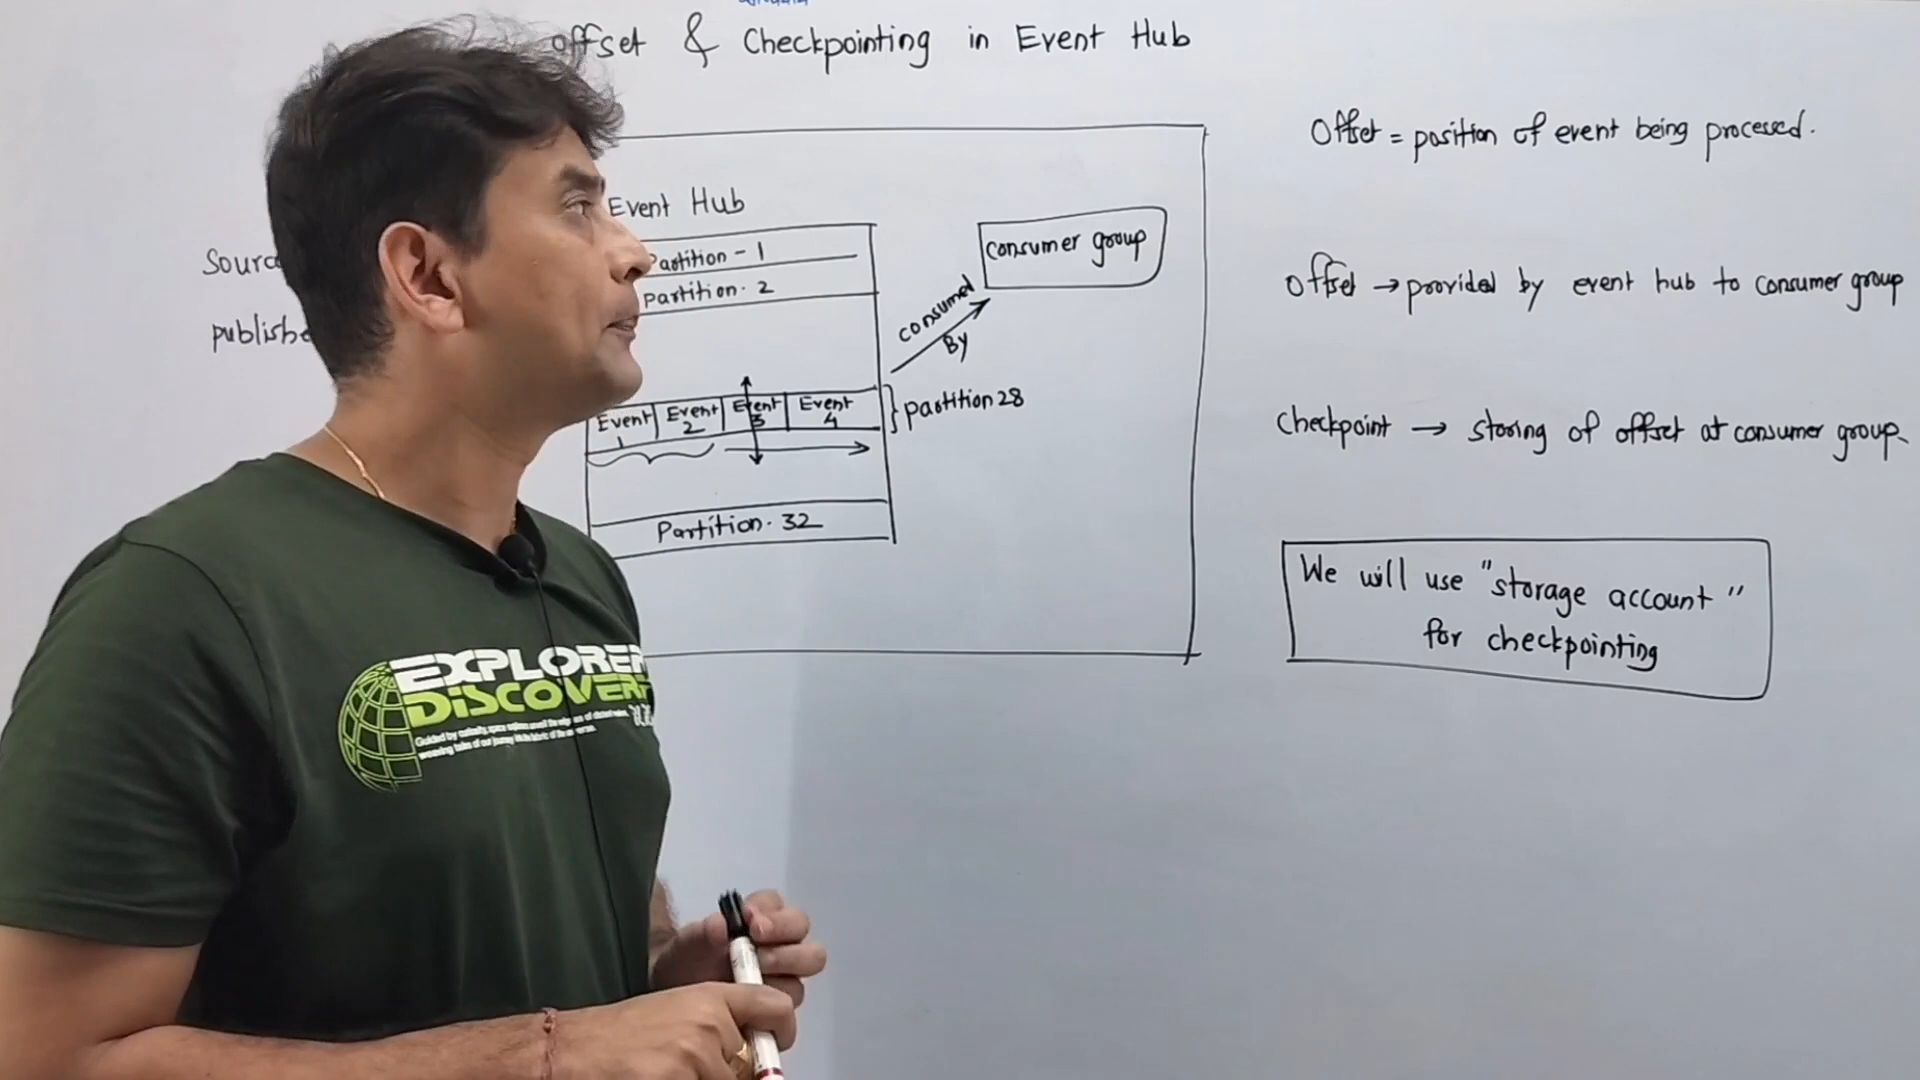 offset & Checkpointing in Event Hub
Offset = position of event being processed.
Event Hub
Partition - 1
partition. 2
consumer group
consumed
By
Offset → provided by event hub to consumer group
Event 1
Event 2
Event 3
Event 4
partition 28
Checkpoint → storing of offset at consumer group.
Partition. 32
We will use "storage account"
for checkpointing
EXPLORER
DISCOVERY